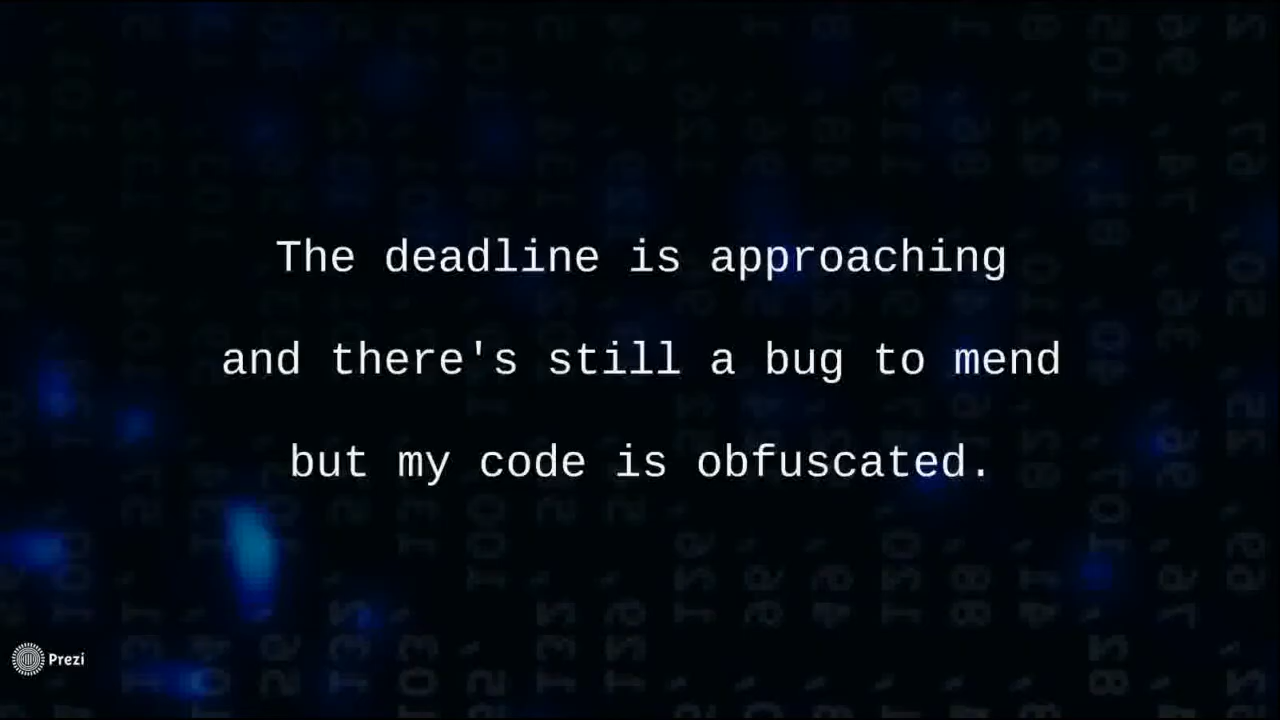 The deadline is approaching
and there's still a bug to mend
but my code is obfuscated.
Prezi